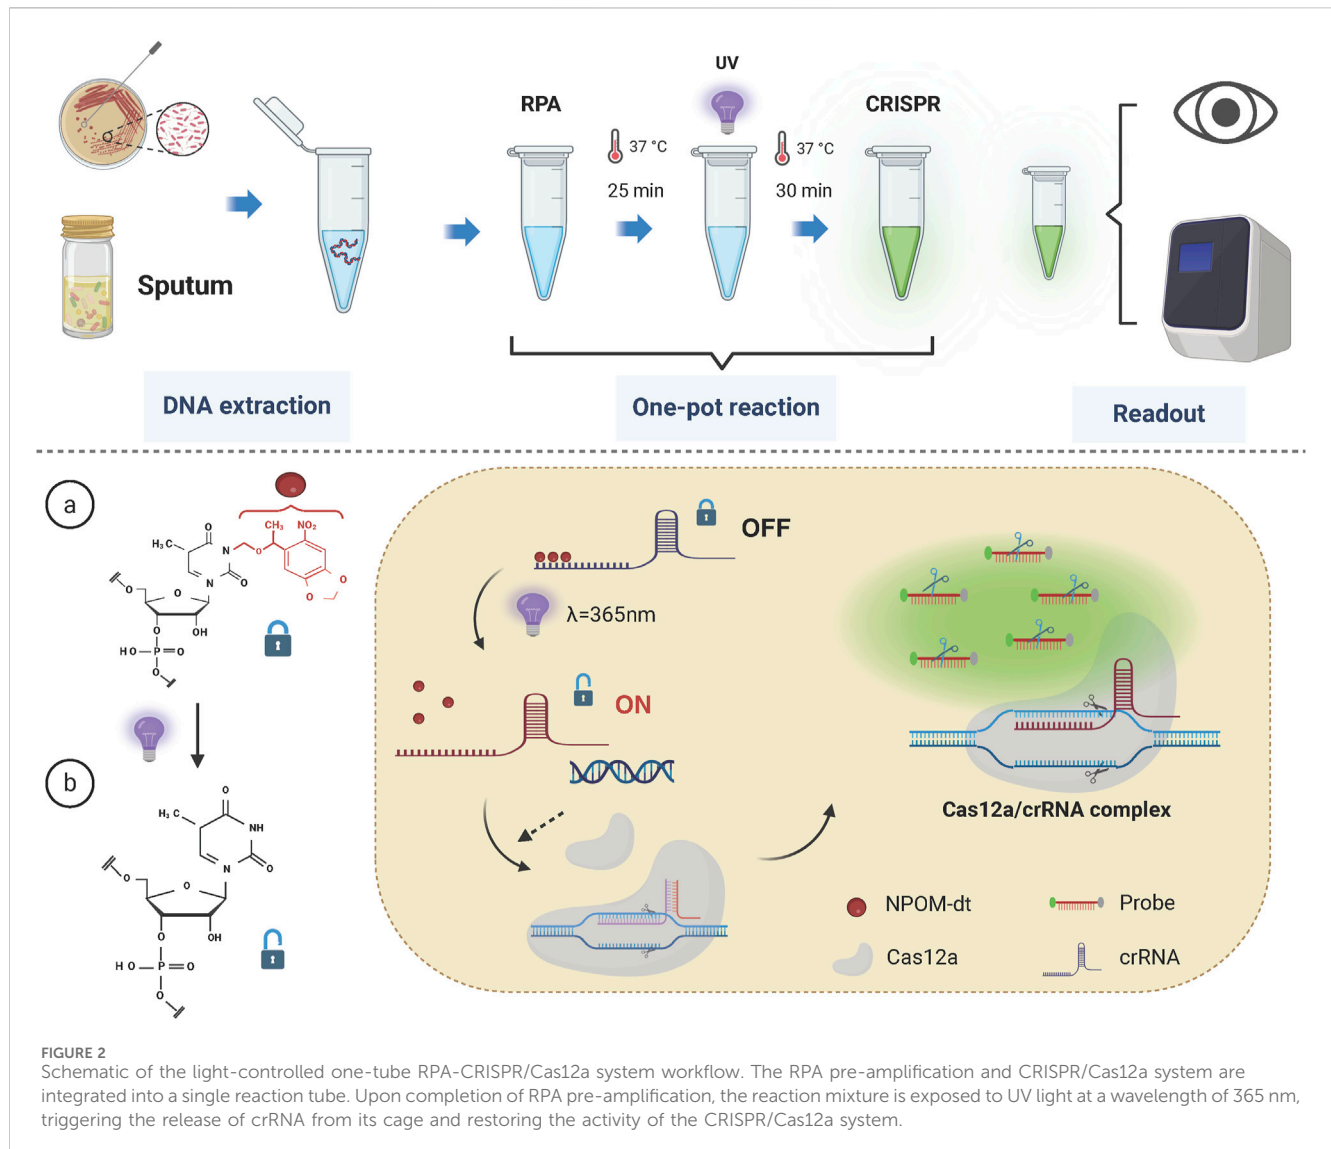 UV
RPA
CRISPR
37 °C
37 °C
25 min
30 min
Sputum
DNA extraction
One-pot reaction
Readout
a
CH₃
NO₂
O
H₃C
N
O
O
N
O
O
O
O
O
OH
HO
P
O
O
b
O
H₃C
NH
N
O
O
O
O
OH
HO
P
O
O
OFF
λ=365nm
ON
Cas12a/crRNA complex
NPOM-dt
Probe
Cas12a
crRNA
FIGURE 2
Schematic of the light-controlled one-tube RPA-CRISPR/Cas12a system workflow. The RPA pre-amplification and CRISPR/Cas12a system are
integrated into a single reaction tube. Upon completion of RPA pre-amplification, the reaction mixture is exposed to UV light at a wavelength of 365 nm,
triggering the release of crRNA from its cage and restoring the activity of the CRISPR/Cas12a system.